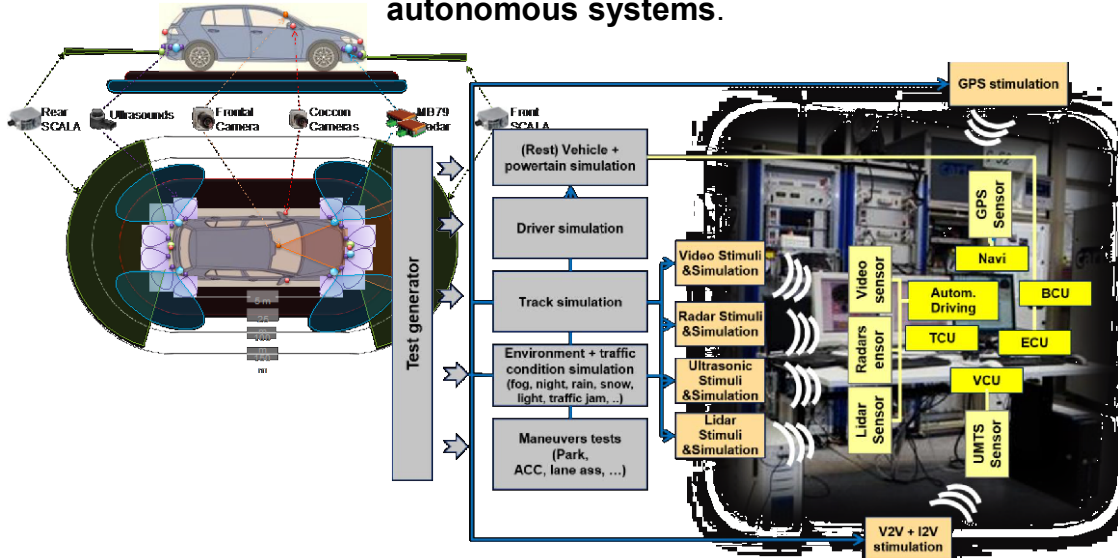 autonomous systems.
Rear
SCALA
Ultrasounds
Frontal
Camera
Coccon
Cameras
MB79
Radar
Front
SCALA
Test generator
(Rest) Vehicle +
powertain simulation
Driver simulation
Track simulation
Environment + traffic
condition simulation
(fog, night, rain, snow,
light, traffic jam, ..)
Maneuvers tests
(Park,
ACC, lane ass, ...)
Video Stimuli
&Simulation
Radar Stimuli
&Simulation
Ultrasonic
Stimuli
&Simulation
Lidar
Stimuli
&Simulation
GPS stimulation
GPS
Sensor
Navi
Video
sensor
Autom.
Driving
BCU
Radars
ensor
TCU
ECU
VCU
Lidar
Sensor
UMTS
Sensor
V2V + I2V
stimulation